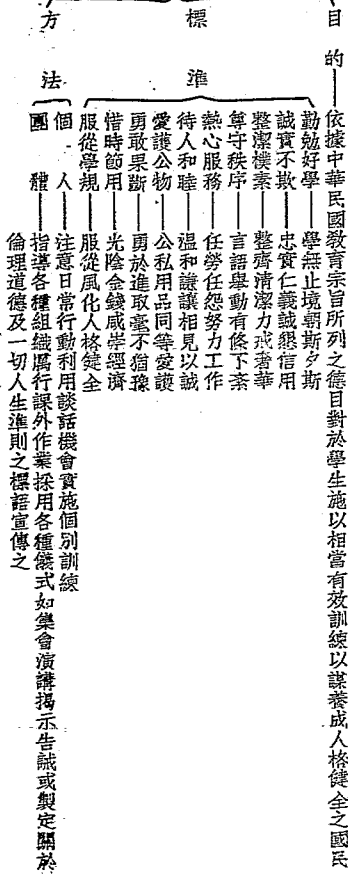 目的——依據中華民國教育宗旨所列之德目對於學生施以相當有效訓練以謀養成人格健全之國民
標準
勤勉好學——學無止境朝斯夕斯
誠實不欺——忠實仁義誠懇信用
整潔樸素——整齊清潔力戒奢華
尊守秩序——言語舉動有條不紊
熱心服務——任勞任怨努力工作
待人和睦——溫和謙讓相見以誠
愛護公物——公私用品同等愛護
勇敢果斷——勇於進取毫不猶豫
惜時節用——光陰金錢咸崇經濟
服從學規——服從風化人格健全
方法
個人——注意日常行動利用談話機會實施個別訓練
團體——指導各種組織厲行課外作業採用各種儀式如集會演講揭示告誡或製定關於
倫理道德及一切人生準則之標語宣傳之